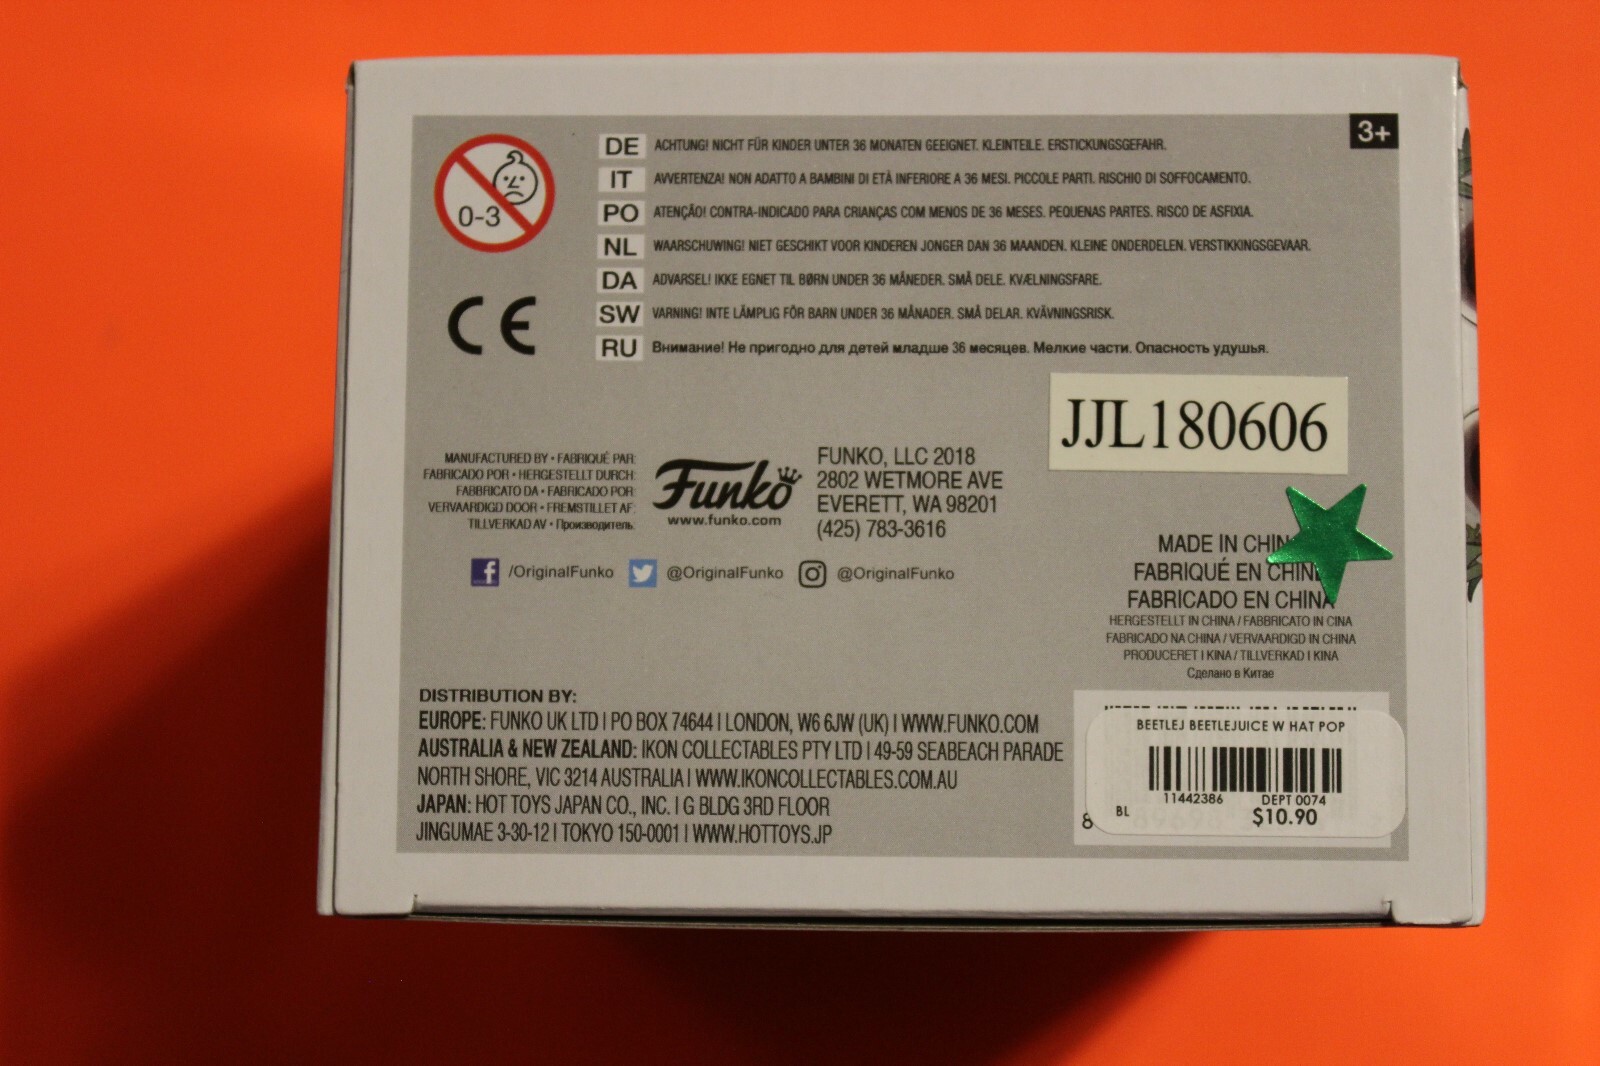 3+
0-3
DE ACHTUNG! NICHT FÜR KINDER UNTER 36 MONATEN GEEIGNET. KLEINTEILE. ERSTICKUNGSGEFAHR.
IT AVVERTENZA! NON ADATTO A BAMBINI DI ETÀ INFERIORE A 36 MESI. PICCOLE PARTI. RISCHIO DI SOFFOCAMENTO.
PO ATENÇÃO! CONTRA-INDICADO PARA CRIANÇAS COM MENOS DE 36 MESES. PEQUENAS PARTES. RISCO DE ASFIXIA.
NL WAARSCHUWING! NIET GESCHIKT VOOR KINDEREN JONGER DAN 36 MAANDEN. KLEINE ONDERDELEN. VERSTIKKINGSGEVAAR.
DA ADVARSEL! IKKE EGNET TIL BØRN UNDER 36 MÅNEDER. SMÅ DELE. KVÆLNINGSFARE.
SW VARNING! INTE LÄMPLIG FÖR BARN UNDER 36 MÅNADER. SMÅ DELAR. KVÄVNINGSRISK.
RU Внимание! Не пригодно для детей младше 36 месяцев. Мелкие части. Опасность удушья.
CE
JJL180606
MANUFACTURED BY • FABRIQUÉ PAR:
FABRICADO POR • HERGESTELLT DURCH:
FABBRICATO DA • FABRICADO POR:
VERVAARDIGD DOOR • FREMSTILLET AF:
TILLVERKAD AV • Производитель:
Funko
www.funko.com
FUNKO, LLC 2018
2802 WETMORE AVE
EVERETT, WA 98201
(425) 783-3616
f /OriginalFunko @OriginalFunko @OriginalFunko
MADE IN CHIN
FABRIQUÉ EN CHINE
FABRICADO EN CHINA
HERGESTELLT IN CHINA / FABBRICATO IN CINA
FABRICADO NA CHINA / VERVAARDIGD IN CHINA
PRODUCERET I KINA / TILLVERKAD I KINA
Сделано в Китае
DISTRIBUTION BY:
EUROPE: FUNKO UK LTD | PO BOX 74644 | LONDON, W6 6JW (UK) | WWW.FUNKO.COM
AUSTRALIA & NEW ZEALAND: IKON COLLECTABLES PTY LTD | 49-59 SEABEACH PARADE
NORTH SHORE, VIC 3214 AUSTRALIA | WWW.IKONCOLLECTABLES.COM.AU
JAPAN: HOT TOYS JAPAN CO., INC. | G BLDG 3RD FLOOR
JINGUMAE 3-30-12 | TOKYO 150-0001 | WWW.HOTTOYS.JP
BEETLEJ BEETLEJUICE W HAT POP
11442386 DEPT 0074
BL $10.90
8